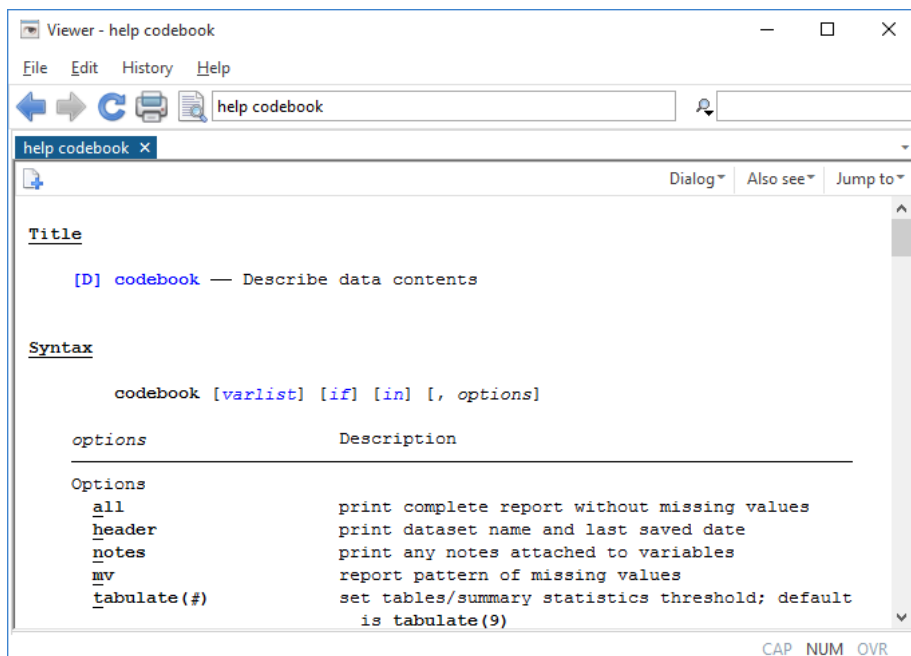 Viewer - help codebook
File Edit History Help
help codebook
help codebook ×
Dialog Also see Jump to
Title
[D] codebook — Describe data contents
Syntax
codebook [varlist] [if] [in] [, options]
options Description
Options
all print complete report without missing values
header print dataset name and last saved date
notes print any notes attached to variables
mv report pattern of missing values
tabulate(#) set tables/summary statistics threshold; default
is tabulate(9)
CAP NUM OVR